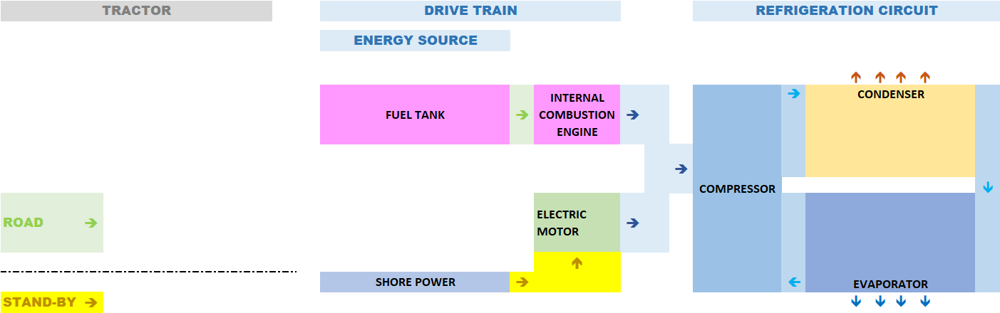 TRACTOR
DRIVE TRAIN
REFRIGERATION CIRCUIT
ENERGY SOURCE
FUEL TANK
INTERNAL
COMBUSTION
ENGINE
CONDENSER
COMPRESSOR
ROAD
ELECTRIC
MOTOR
SHORE POWER
EVAPORATOR
STAND-BY